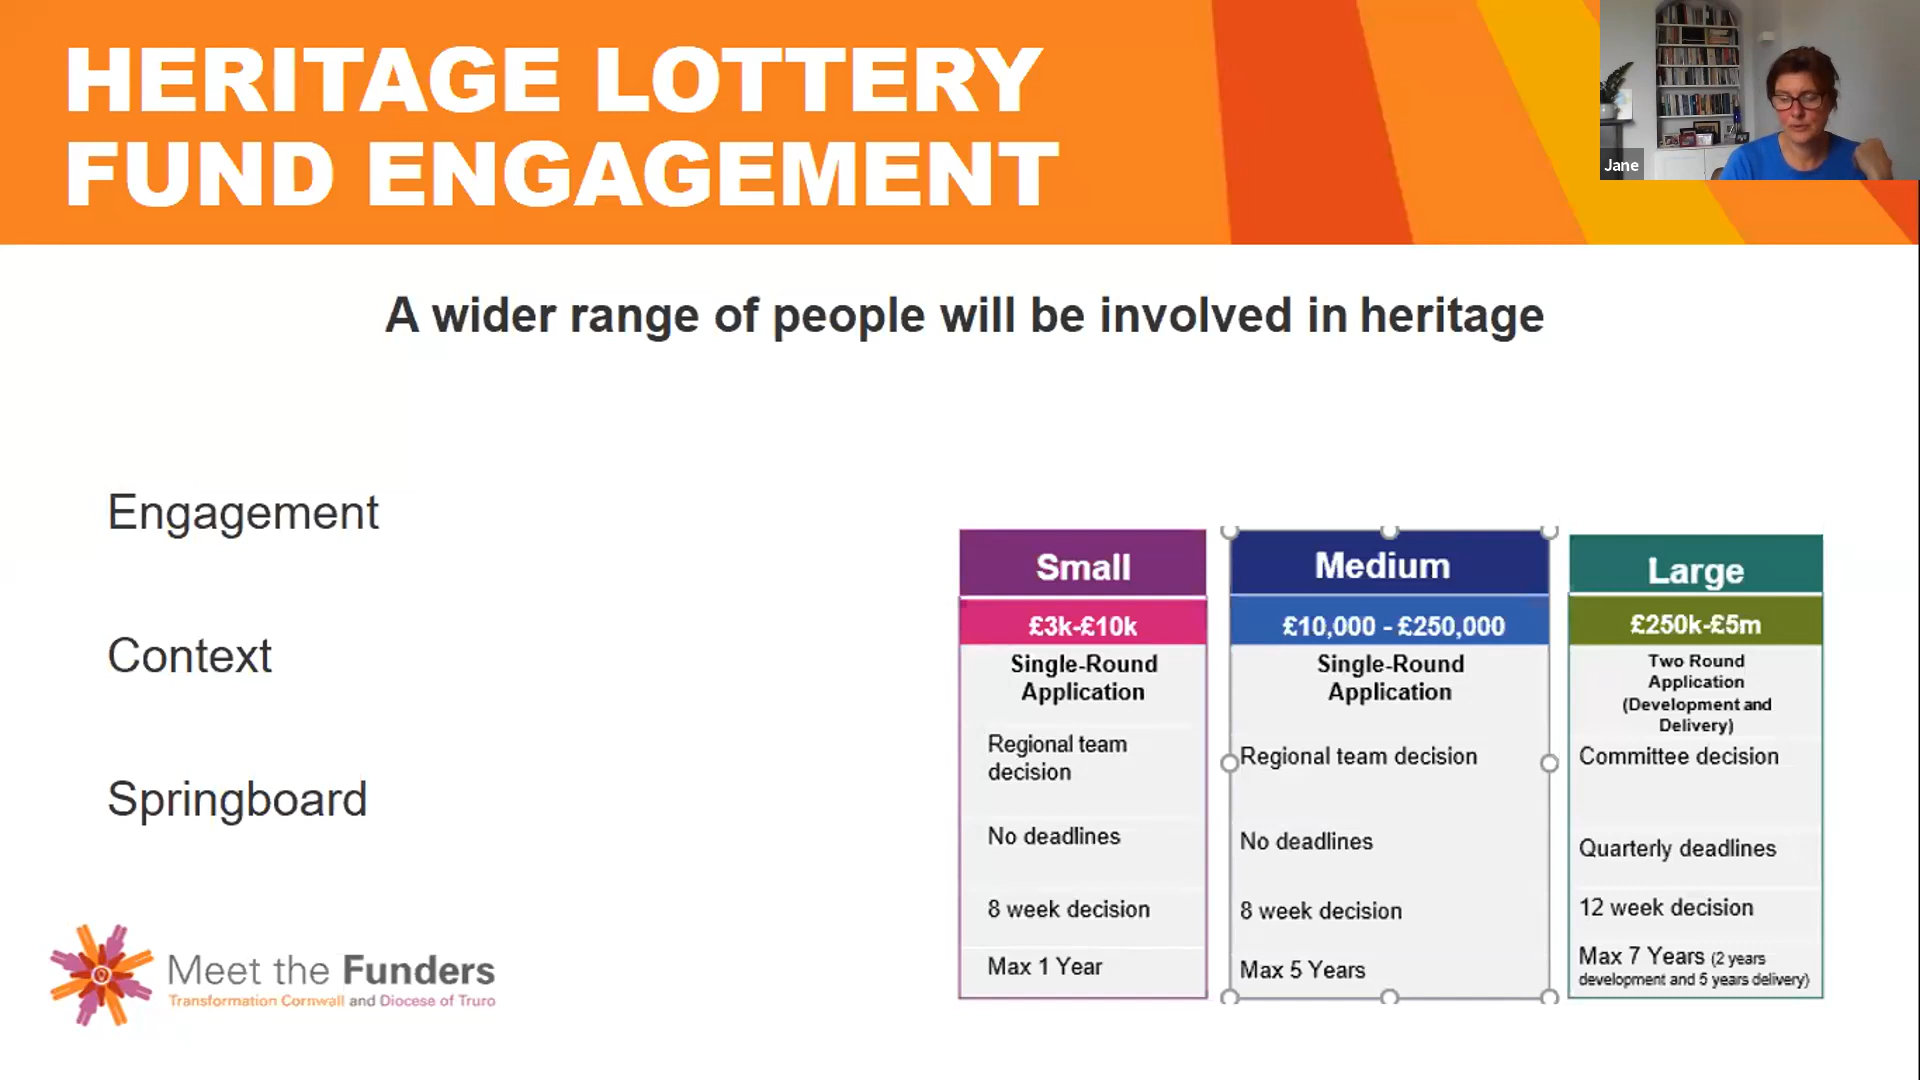 HERITAGE LOTTERY
FUND ENGAGEMENT
Jane
A wider range of people will be involved in heritage
Engagement
Context
Springboard
Small
£3k-£10k
Single-Round
Application
Regional team
decision
No deadlines
8 week decision
Max 1 Year
Medium
£10,000 - £250,000
Single-Round
Application
Regional team decision
No deadlines
8 week decision
Max 5 Years
Large
£250k-£5m
Two Round
Application
(Development and
Delivery)
Committee decision
Quarterly deadlines
12 week decision
Max 7 Years (2 years
development and 5 years delivery)
Meet the Funders
Transformation Cornwall and Diocese of Truro